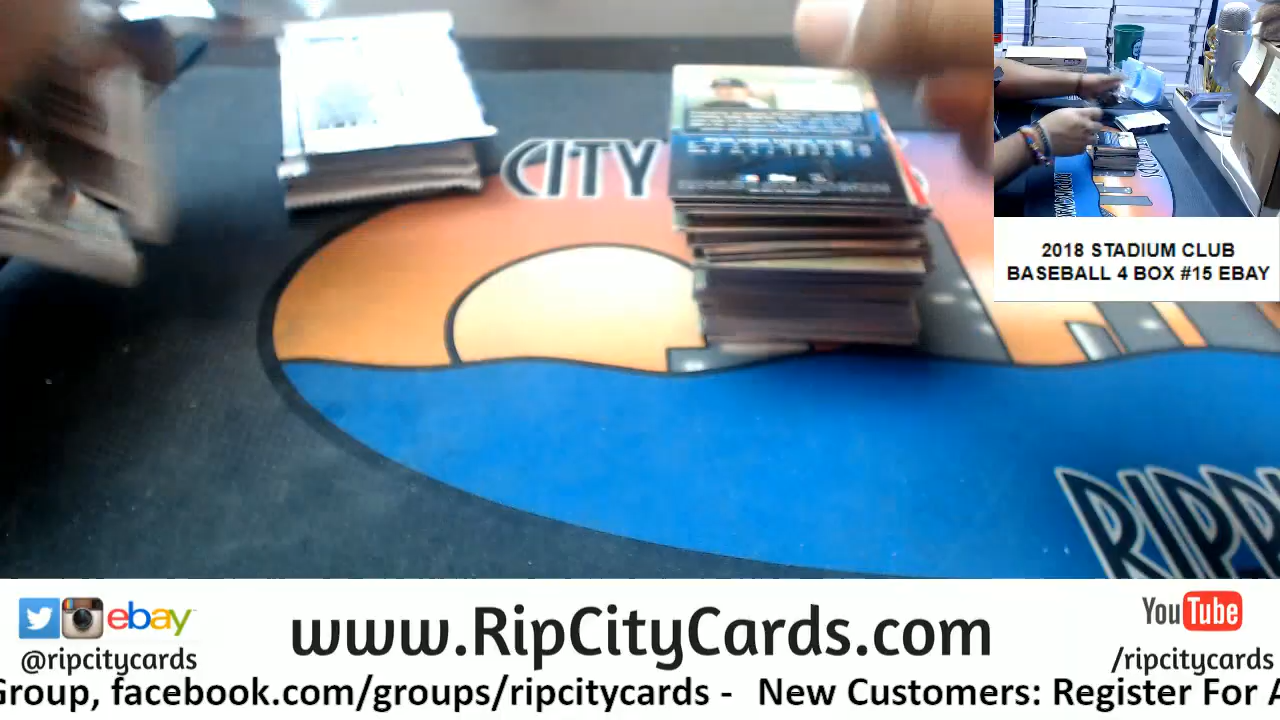 CITY
2018 STADIUM CLUB
BASEBALL 4 BOX #15 EBAY
RIPP
ebay
www.RipCityCards.com
YouTube
@ripcitycards
/ripcitycards
Group, facebook.com/groups/ripcitycards - New Customers: Register For A